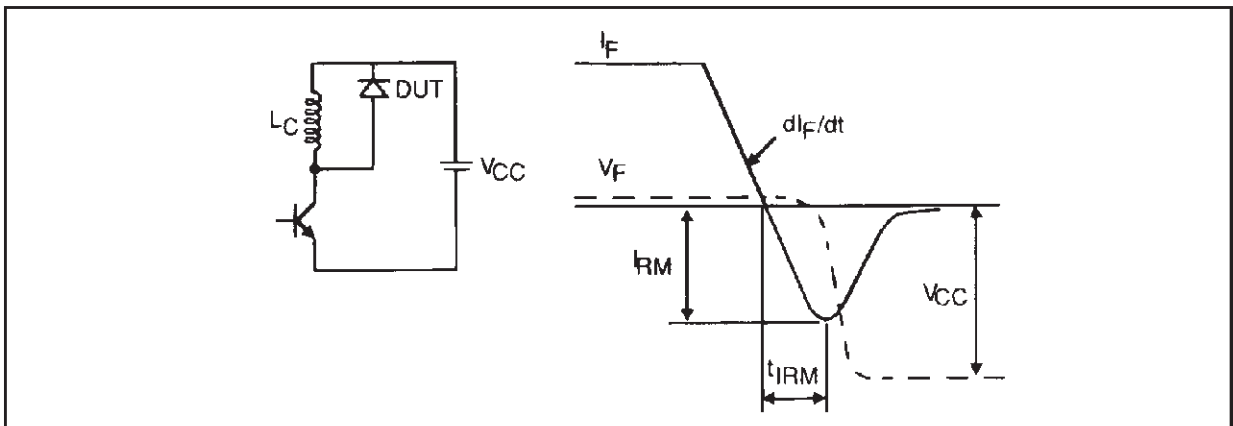 IF
DUT
LC
dIF/dt
VF
VCC
IRM
VCC
tIRM